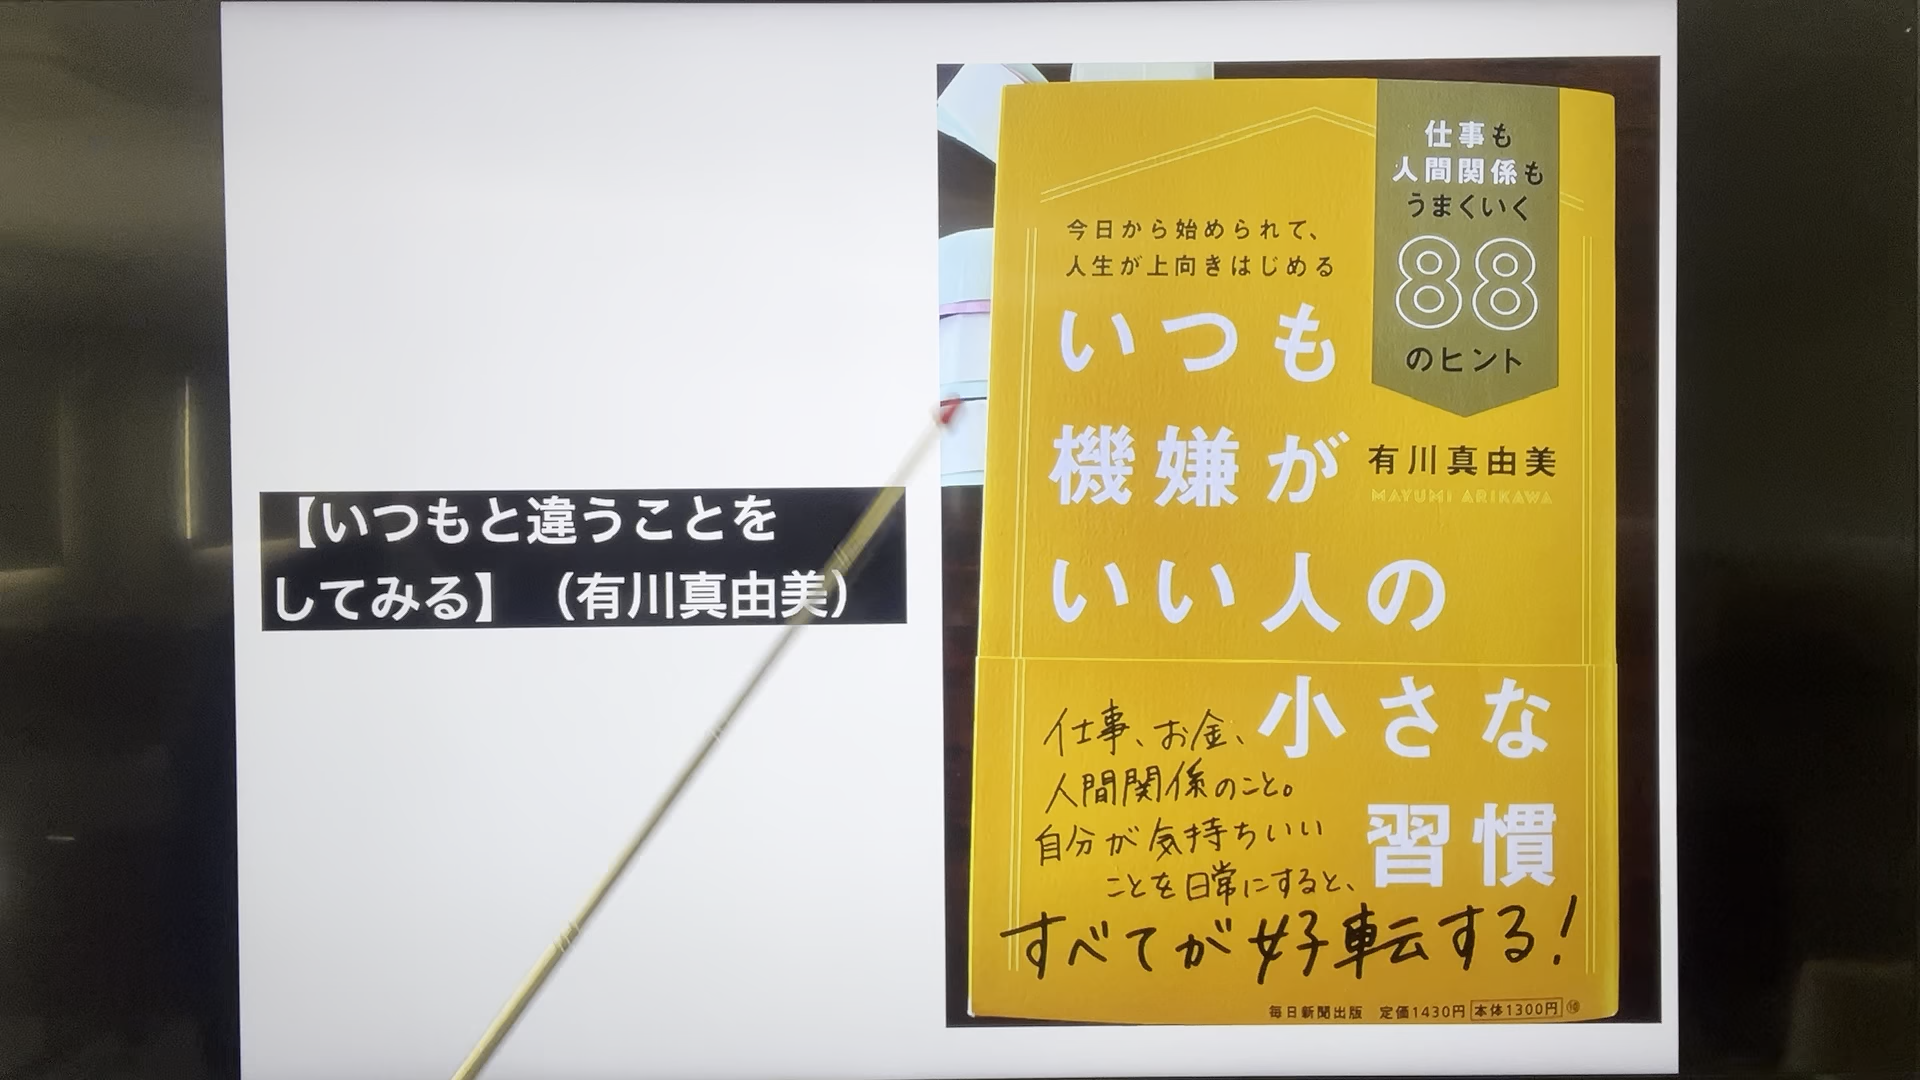 【いつもと違うことを
してみる】（有川真由美）
仕事も
人間関係も
うまくいく
88
のヒント
今日から始められて、
人生が上向きはじめる
いつも
機嫌が
いい人の
小さな
習慣
有川真由美
MAYUMI ARIKAWA
仕事、お金、
人間関係のこと。
自分が気持ちいい
ことを日常にすると、
すべてが好転する！
毎日新聞出版 定価1430円 本体1300円 ⑩